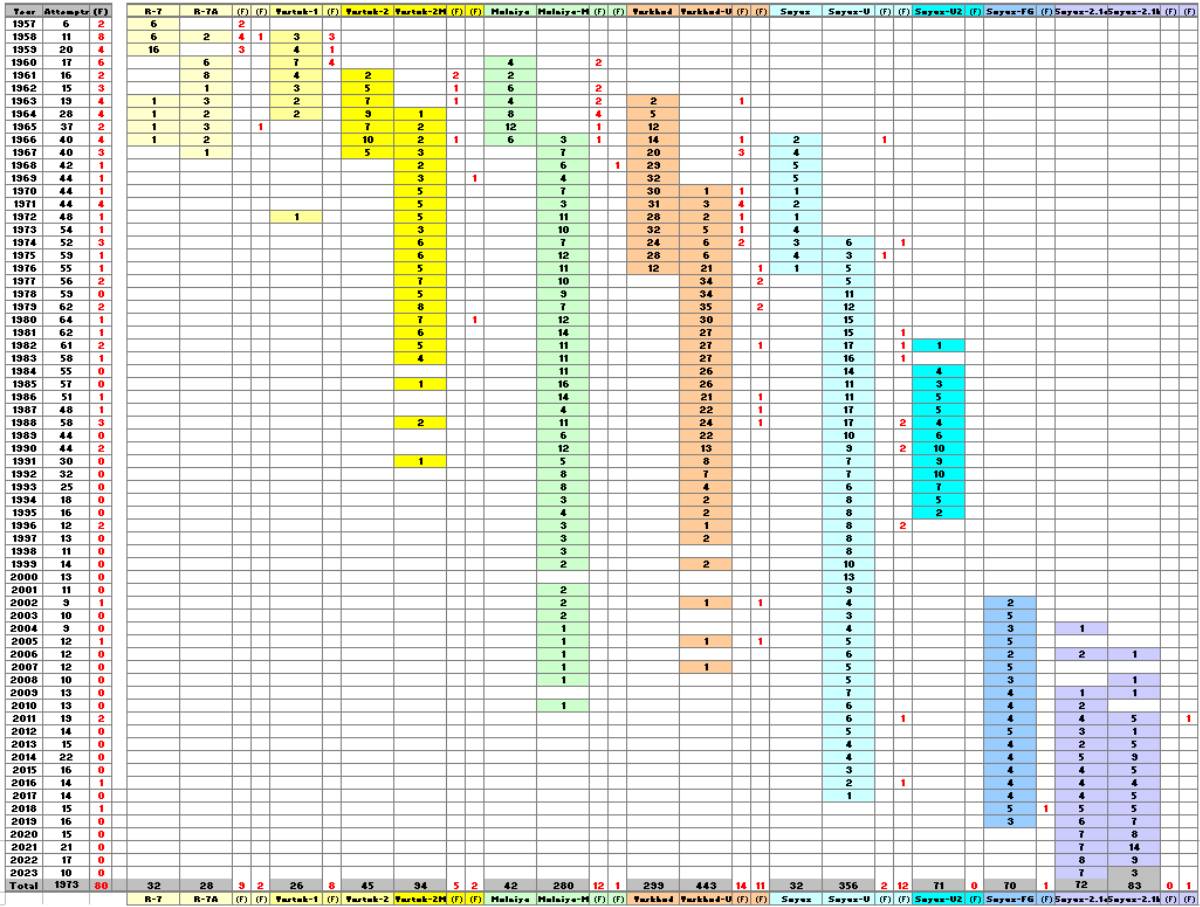 Year Attempts (F) R-7 R-7A (F) (F) Vostok-1 (F) Vostok-2 Vostok-2M (F) (F) Molniya Molniya-M (F) (F) Voskhod Voskhod-U (F) (F) Soyuz Soyuz-U (F) (F) Soyuz-U2 (F) Soyuz-FG (F) Soyuz-2.1a Soyuz-2.1b (F) (F)
1957 6 2 6 2
1958 11 8 6 2 4 1 3 3
1959 20 4 16 3 4 1
1960 17 6 6 7 4 4 2
1961 16 2 8 4 2 2 2
1962 15 3 1 3 5 1 6 2
1963 19 4 1 3 2 7 1 4 2 2 1
1964 28 4 1 2 2 9 1 8 4 5
1965 37 2 1 3 1 7 2 12 1 12
1966 40 4 1 2 10 2 1 6 3 1 14 1 2 1
1967 40 3 1 5 3 7 20 3 4
1968 42 1 2 6 1 29 5
1969 44 1 3 1 4 32 5
1970 44 1 5 7 30 1 1 1
1971 44 4 5 3 31 3 4 2
1972 48 1 1 5 11 28 2 1 1
1973 54 1 3 10 32 5 1 4
1974 52 3 6 7 24 6 2 3 6 1
1975 59 1 6 12 28 6 4 3 1
1976 55 1 5 11 12 21 1 1 5
1977 56 2 7 10 34 2 5
1978 59 0 5 9 34 11
1979 62 2 8 7 35 2 12
1980 64 1 7 1 12 30 15
1981 62 1 6 14 27 15 1
1982 61 2 5 11 27 1 17 1 1
1983 58 1 4 11 27 16 1
1984 55 0 11 26 14 4
1985 57 0 1 16 26 11 3
1986 51 1 14 21 1 11 5
1987 48 1 4 22 1 17 5
1988 58 3 2 11 24 1 17 2 4
1989 44 0 6 22 10 6
1990 44 2 12 13 9 2 10
1991 30 0 1 5 8 7 9
1992 32 0 8 7 7 10
1993 25 0 8 4 6 7
1994 18 0 3 2 8 5
1995 16 0 4 2 8 2
1996 12 2 3 1 8 2
1997 13 0 3 2 8
1998 11 0 3 8
1999 14 0 2 2 10
2000 13 0 13
2001 11 0 2 9
2002 9 1 2 1 1 4 2
2003 10 0 2 3 5
2004 9 0 1 4 3 1
2005 12 1 1 1 1 5 5
2006 12 0 1 6 2 2 1
2007 12 0 1 1 5 5
2008 10 0 1 5 3 1
2009 13 0 7 4 1 1
2010 13 0 1 6 4 2
2011 19 2 6 1 4 4 5 1
2012 14 0 5 5 3 1
2013 15 0 4 4 2 5
2014 22 0 4 4 5 9
2015 16 0 3 4 4 5
2016 14 1 2 1 4 4 4
2017 14 0 1 4 4 5
2018 15 1 5 1 5 5
2019 16 0 3 6 7
2020 15 0 7 8
2021 21 0 7 14
2022 17 0 8 9
2023 10 0 7 3
Total 1973 80 32 28 9 2 26 8 45 94 5 2 42 280 12 1 299 443 14 11 32 356 2 12 71 0 70 1 72 83 0 1
R-7 R-7A (F) (F) Vostok-1 (F) Vostok-2 Vostok-2M (F) (F) Molniya Molniya-M (F) (F) Voskhod Voskhod-U (F) (F) Soyuz Soyuz-U (F) (F) Soyuz-U2 (F) Soyuz-FG (F) Soyuz-2.1a Soyuz-2.1b (F) (F)